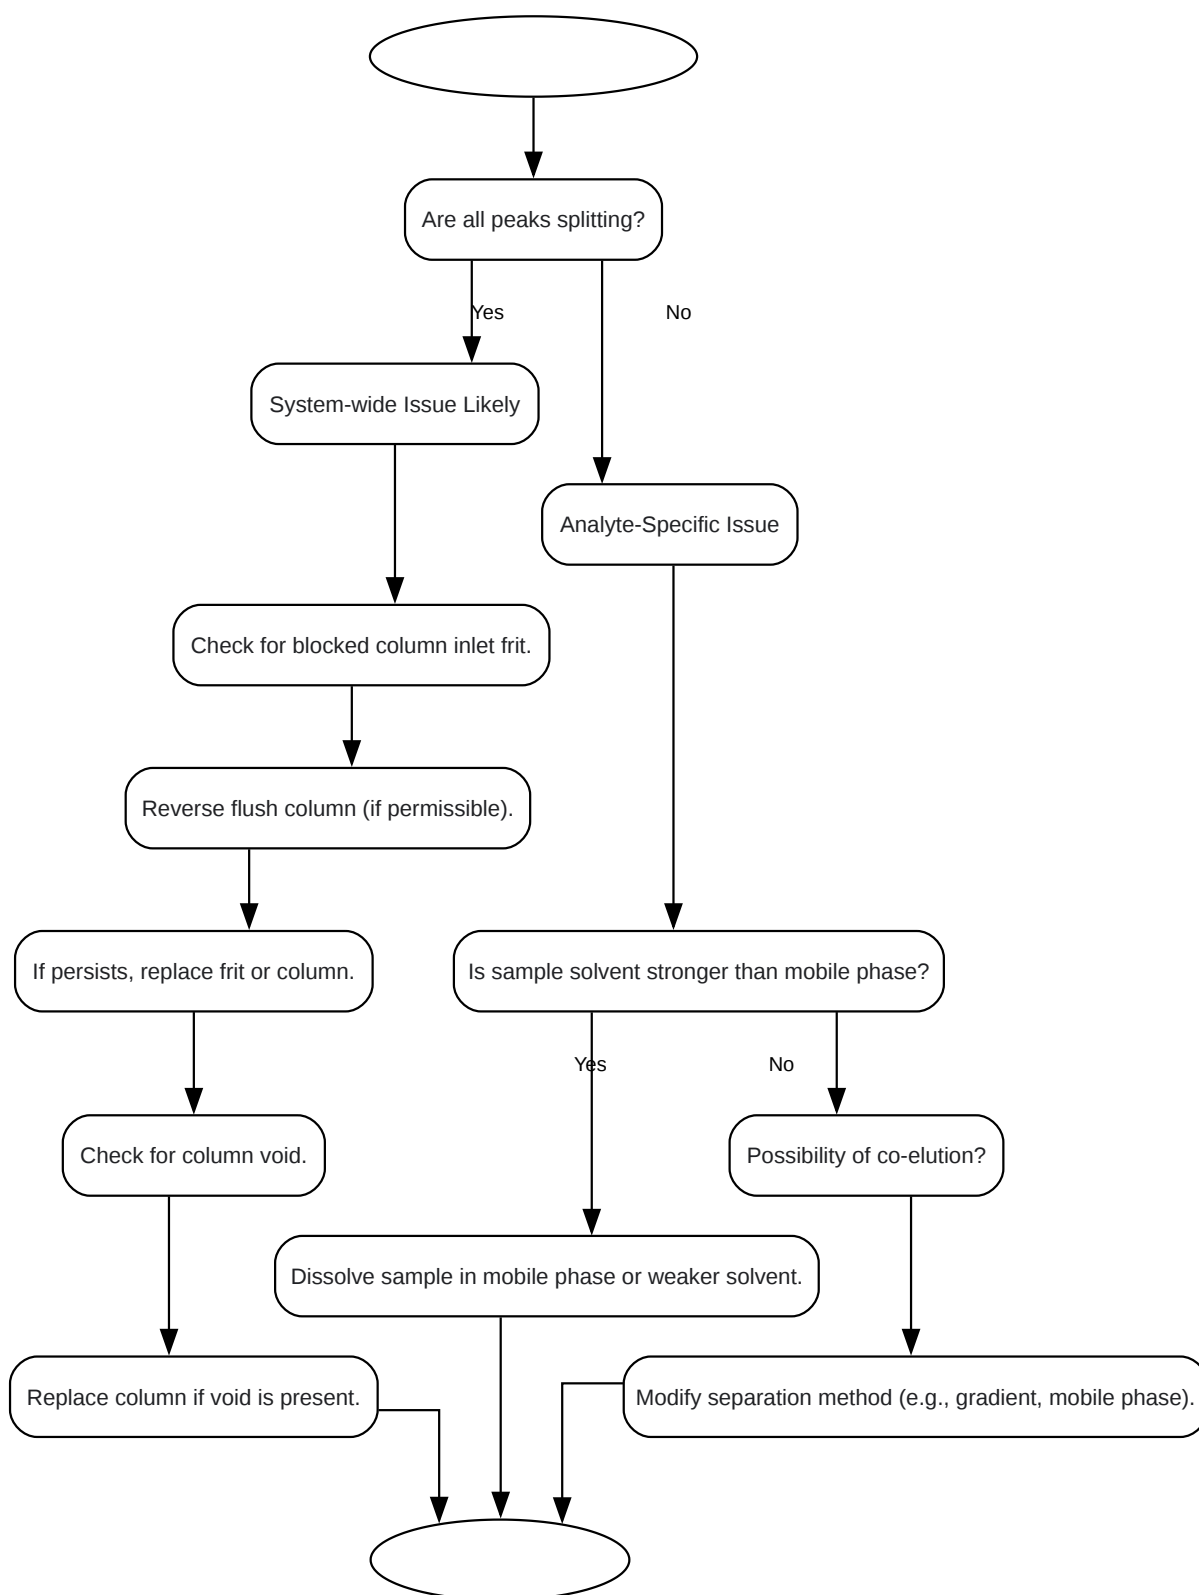 Are all peaks splitting?
Yes
No
System-wide Issue Likely
Analyte-Specific Issue
Check for blocked column inlet frit.
Reverse flush column (if permissible).
If persists, replace frit or column.
Is sample solvent stronger than mobile phase?
Yes
No
Check for column void.
Possibility of co-elution?
Dissolve sample in mobile phase or weaker solvent.
Replace column if void is present.
Modify separation method (e.g., gradient, mobile phase).